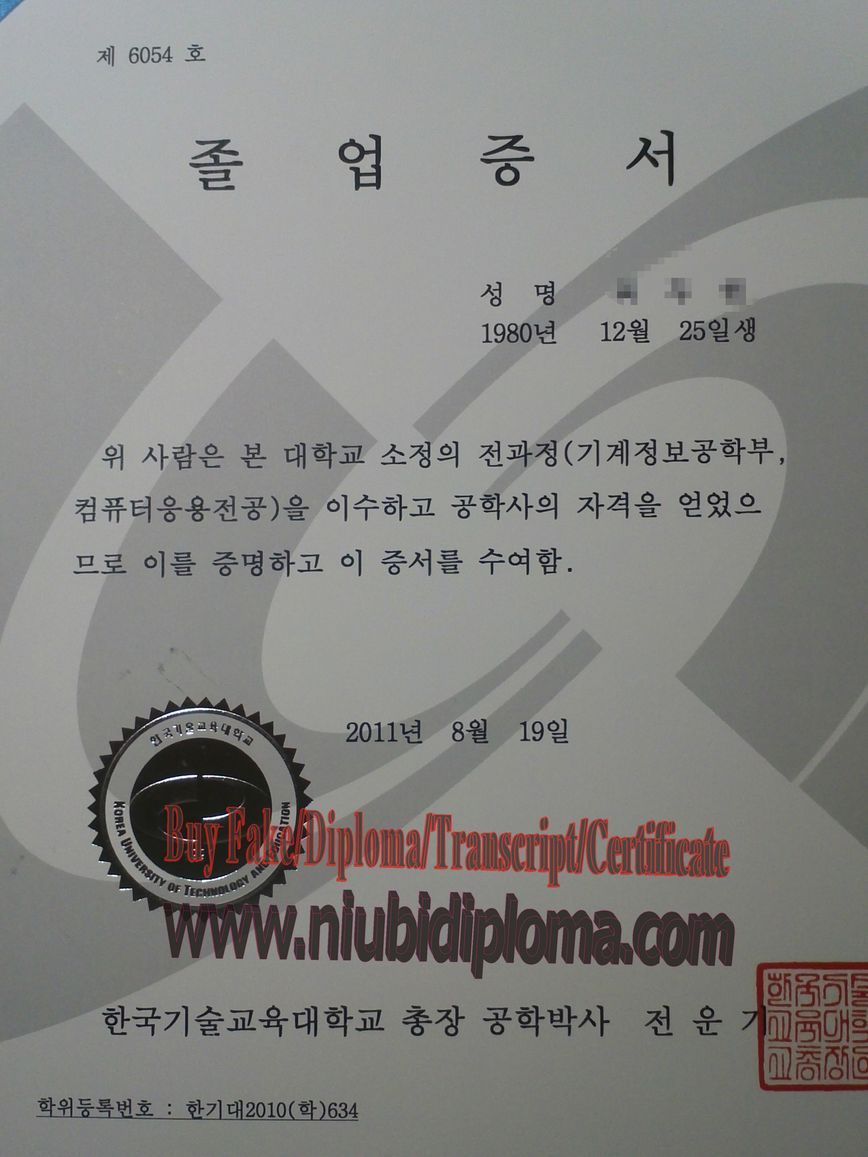 제 6054 호
졸 업 증 서
성 명
1980년 12월 25일생
위 사람은 본 대학교 소정의 전과정(기계정보공학부,
컴퓨터응용전공)을 이수하고 공학사의 자격을 얻었으
므로 이를 증명하고 이 증서를 수여함.
2011년 8월 19일
한국기술교육대학교
KOREA UNIVERSITY OF TECHNOLOGY AND EDUCATION
Buy Fake/Diploma/Transcript/Certificate
www.niubidiploma.com
한국기술교육대학교 총장 공학박사 전 운 기
학위등록번호 : 한기대2010(학)634